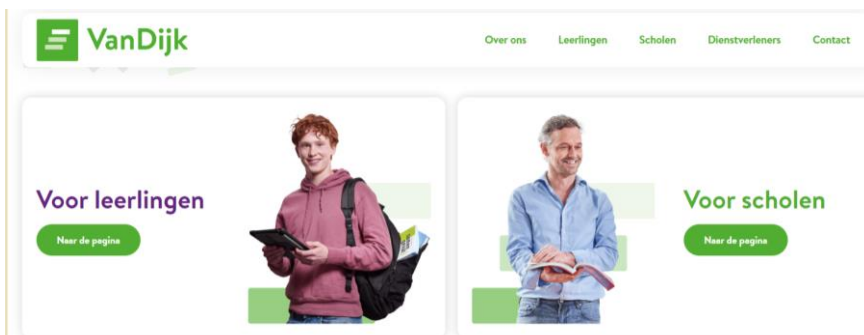 VanDijk
Over ons Leerlingen Scholen Dienstverleners Contact
Voor leerlingen
Naar de pagina
Voor scholen
Naar de pagina